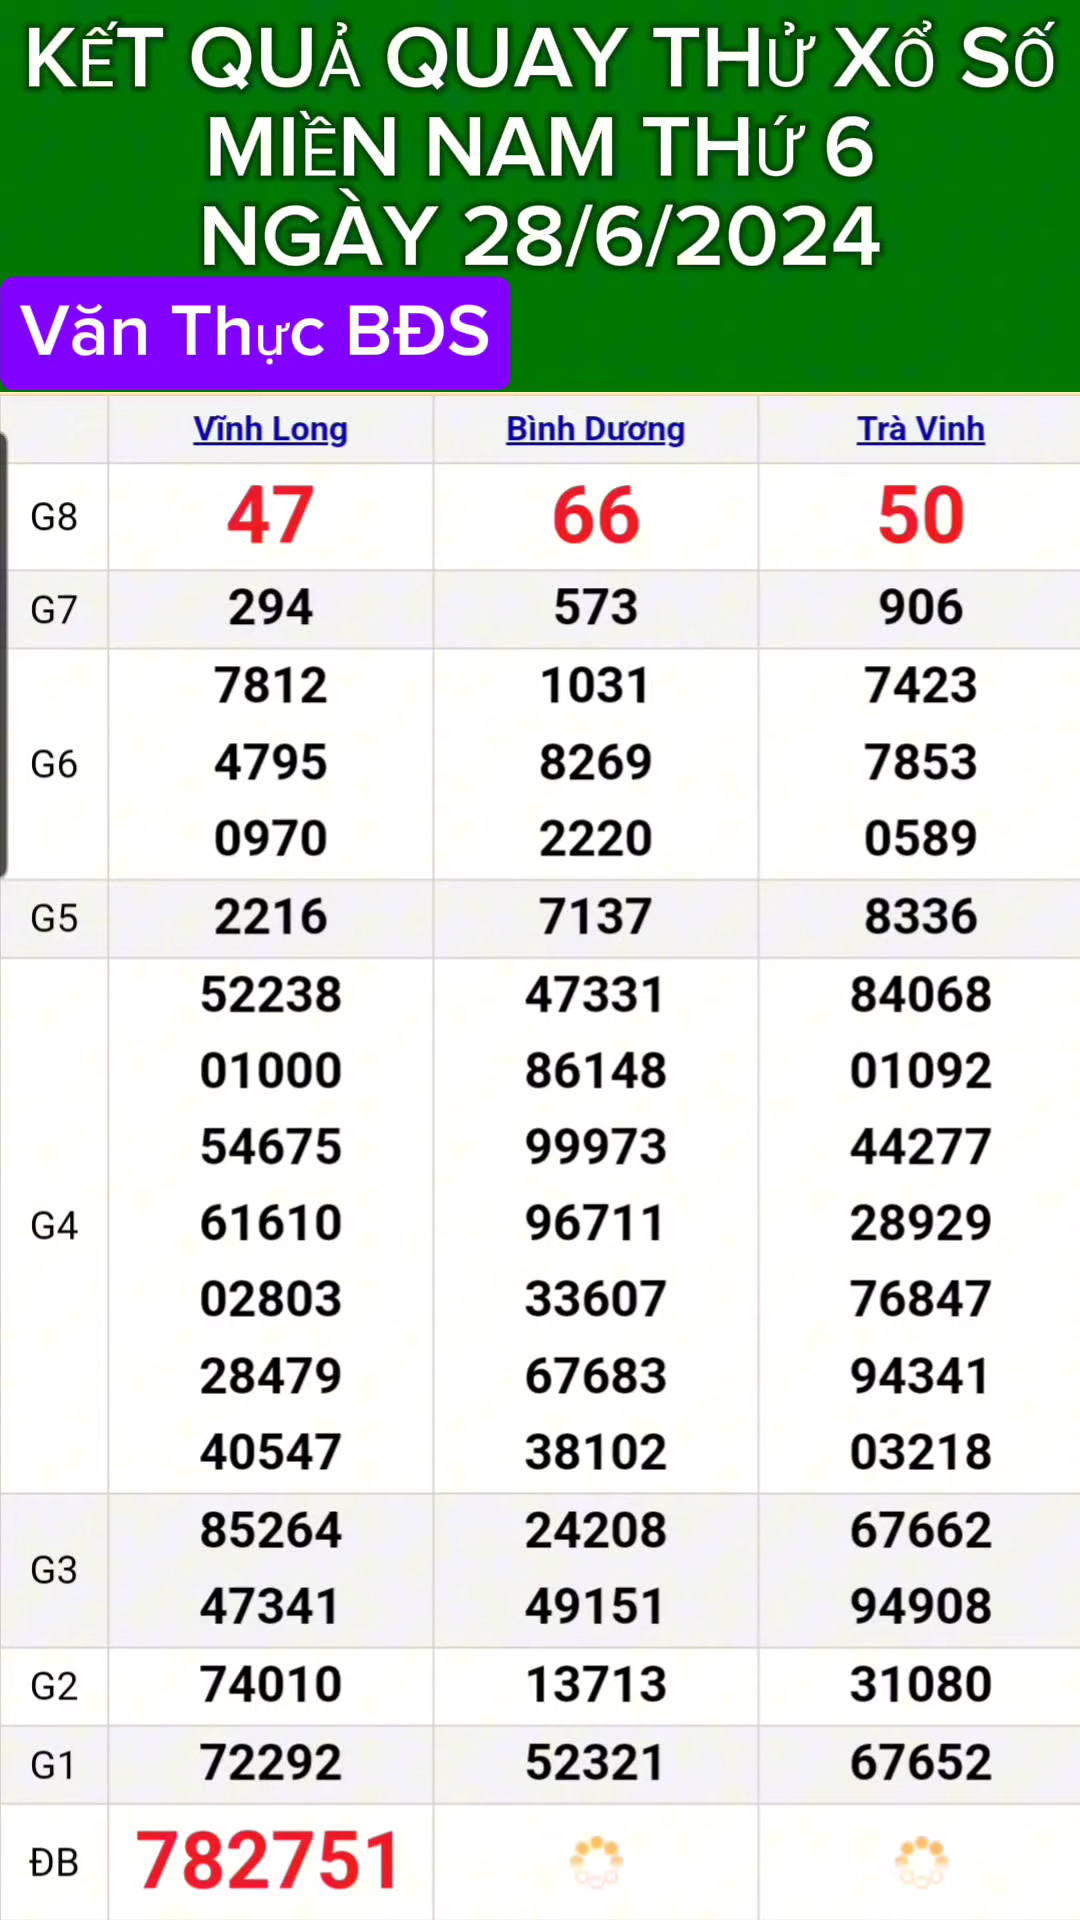 KẾT QUẢ QUAY THỬ XỔ SỐ
MIỀN NAM THỨ 6
NGÀY 28/6/2024
Văn Thực BĐS
Vĩnh Long Bình Dương Trà Vinh
G8 47 66 50
G7 294 573 906
7812 1031 7423
G6 4795 8269 7853
0970 2220 0589
G5 2216 7137 8336
52238 47331 84068
01000 86148 01092
54675 99973 44277
G4 61610 96711 28929
02803 33607 76847
28479 67683 94341
40547 38102 03218
85264 24208 67662
G3
47341 49151 94908
G2 74010 13713 31080
G1 72292 52321 67652
ĐB 782751